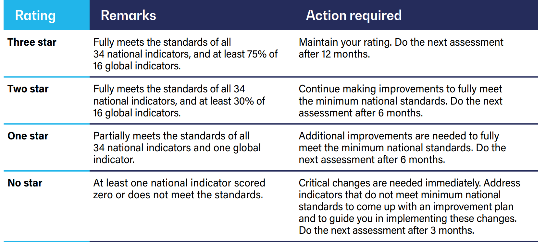 Rating Remarks Action required
Three star Fully meets the standards of all Maintain your rating. Do the next assessment
34 national indicators, and at least 75% of after 12 months.
16 global indicators.
Two star Fully meets the standards of all 34 Continue making improvements to fully meet
national indicators, and at least 30% of the minimum national standards. Do the next
16 global indicators. assessment after 6 months.
One star Partially meets the standards of all Additional improvements are needed to fully
34 national indicators and one global meet the minimum national standards. Do the
indicator. next assessment after 6 months.
No star At least one national indicator scored Critical changes are needed immediately. Address
zero or does not meet the standards. indicators that do not meet minimum national
standards to come up with an improvement plan
and to guide you in implementing these changes.
Do the next assessment after 3 months.